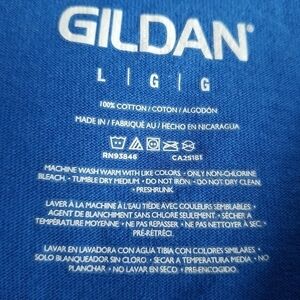 GILDAN®
L | G | G
100% COTTON / COTON / ALGODÓN
MADE IN / FABRIQUÉ AU / HECHO EN NICARAGUA
RN93846 CA25181
MACHINE WASH WARM WITH LIKE COLORS. • ONLY NON-CHLORINE
BLEACH. • TUMBLE DRY MEDIUM. • DO NOT IRON. • DO NOT DRY CLEAN.
• PRESHRUNK.
LAVER À LA MACHINE À L'EAU TIÈDE AVEC COULEURS SEMBLABLES. •
AGENT DE BLANCHIMENT SANS CHLORE SEULEMENT. • SÉCHER À
TEMPÉRATURE MOYENNE. • NE PAS REPASSER. • NE PAS NETTOYER À SEC. •
PRÉ-RÉTRÉCI.
LAVAR EN LAVADORA CON AGUA TIBIA CON COLORES SIMILARES. •
SOLO BLANQUEADOR SIN CLORO. • SECAR A TEMPERATURA MEDIA. • NO
PLANCHAR. • NO LAVAR EN SECO. • PRE-ENCOGIDO.